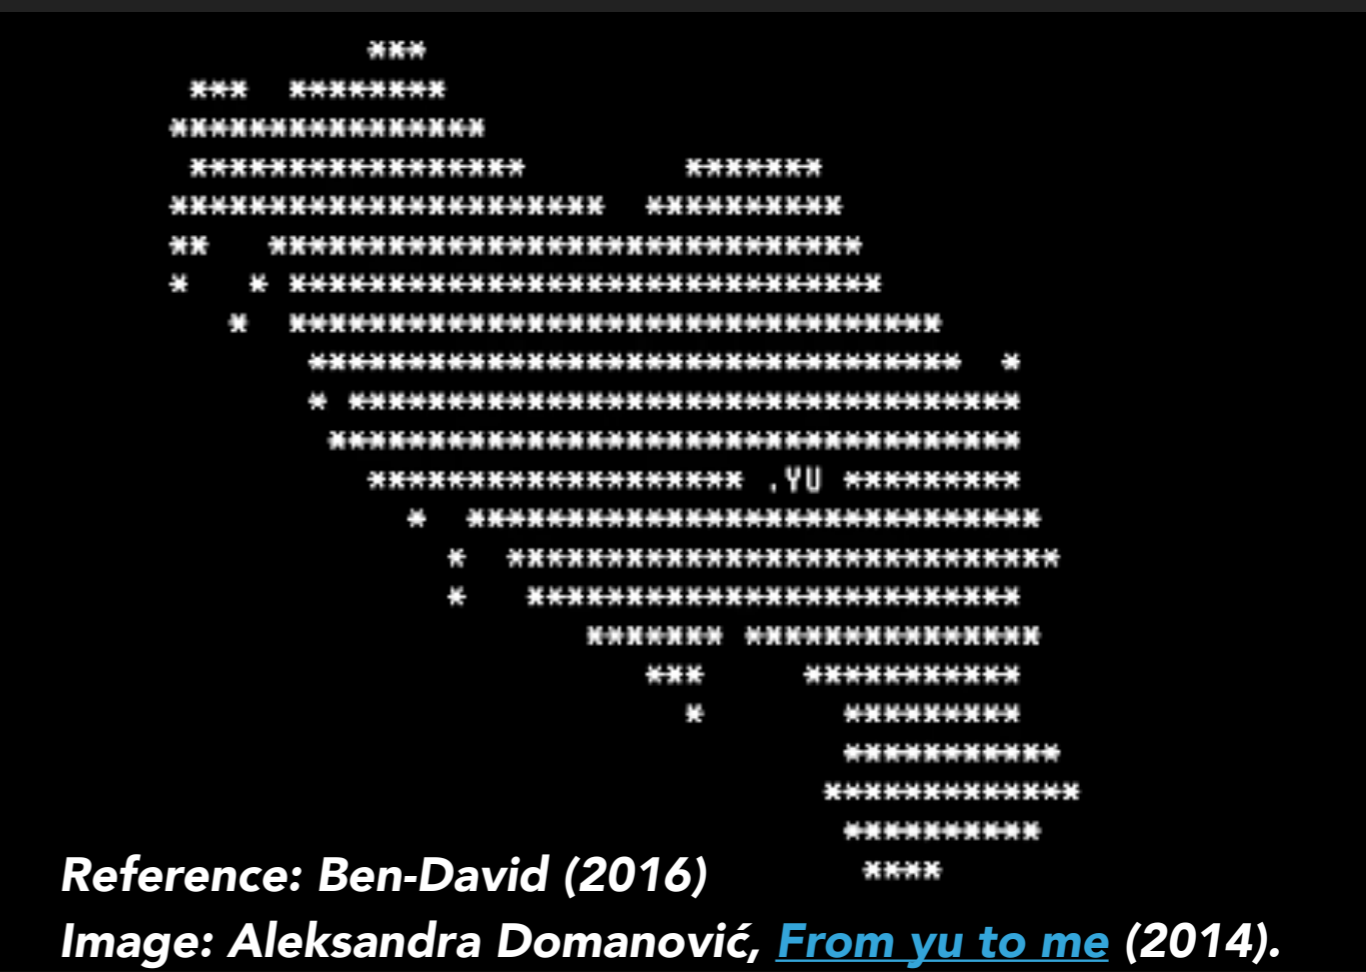 .YU
Reference: Ben-David (2016)
Image: Aleksandra Domanović, From yu to me (2014).